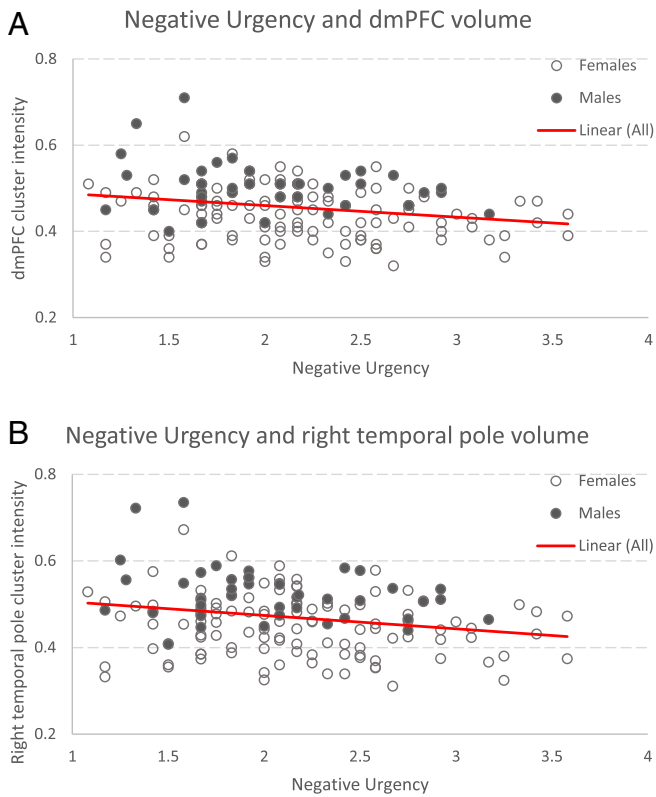 A
Negative Urgency and dmPFC volume
0.8
Females
Males
Linear (All)
0.6
0.4
0.2
dmPFC cluster intensity
1 1.5 2 2.5 3 3.5 4
Negative Urgency
B
Negative Urgency and right temporal pole volume
0.8
Females
Males
Linear (All)
0.6
0.4
0.2
Right temporal pole cluster intensity
1 1.5 2 2.5 3 3.5 4
Negative Urgency